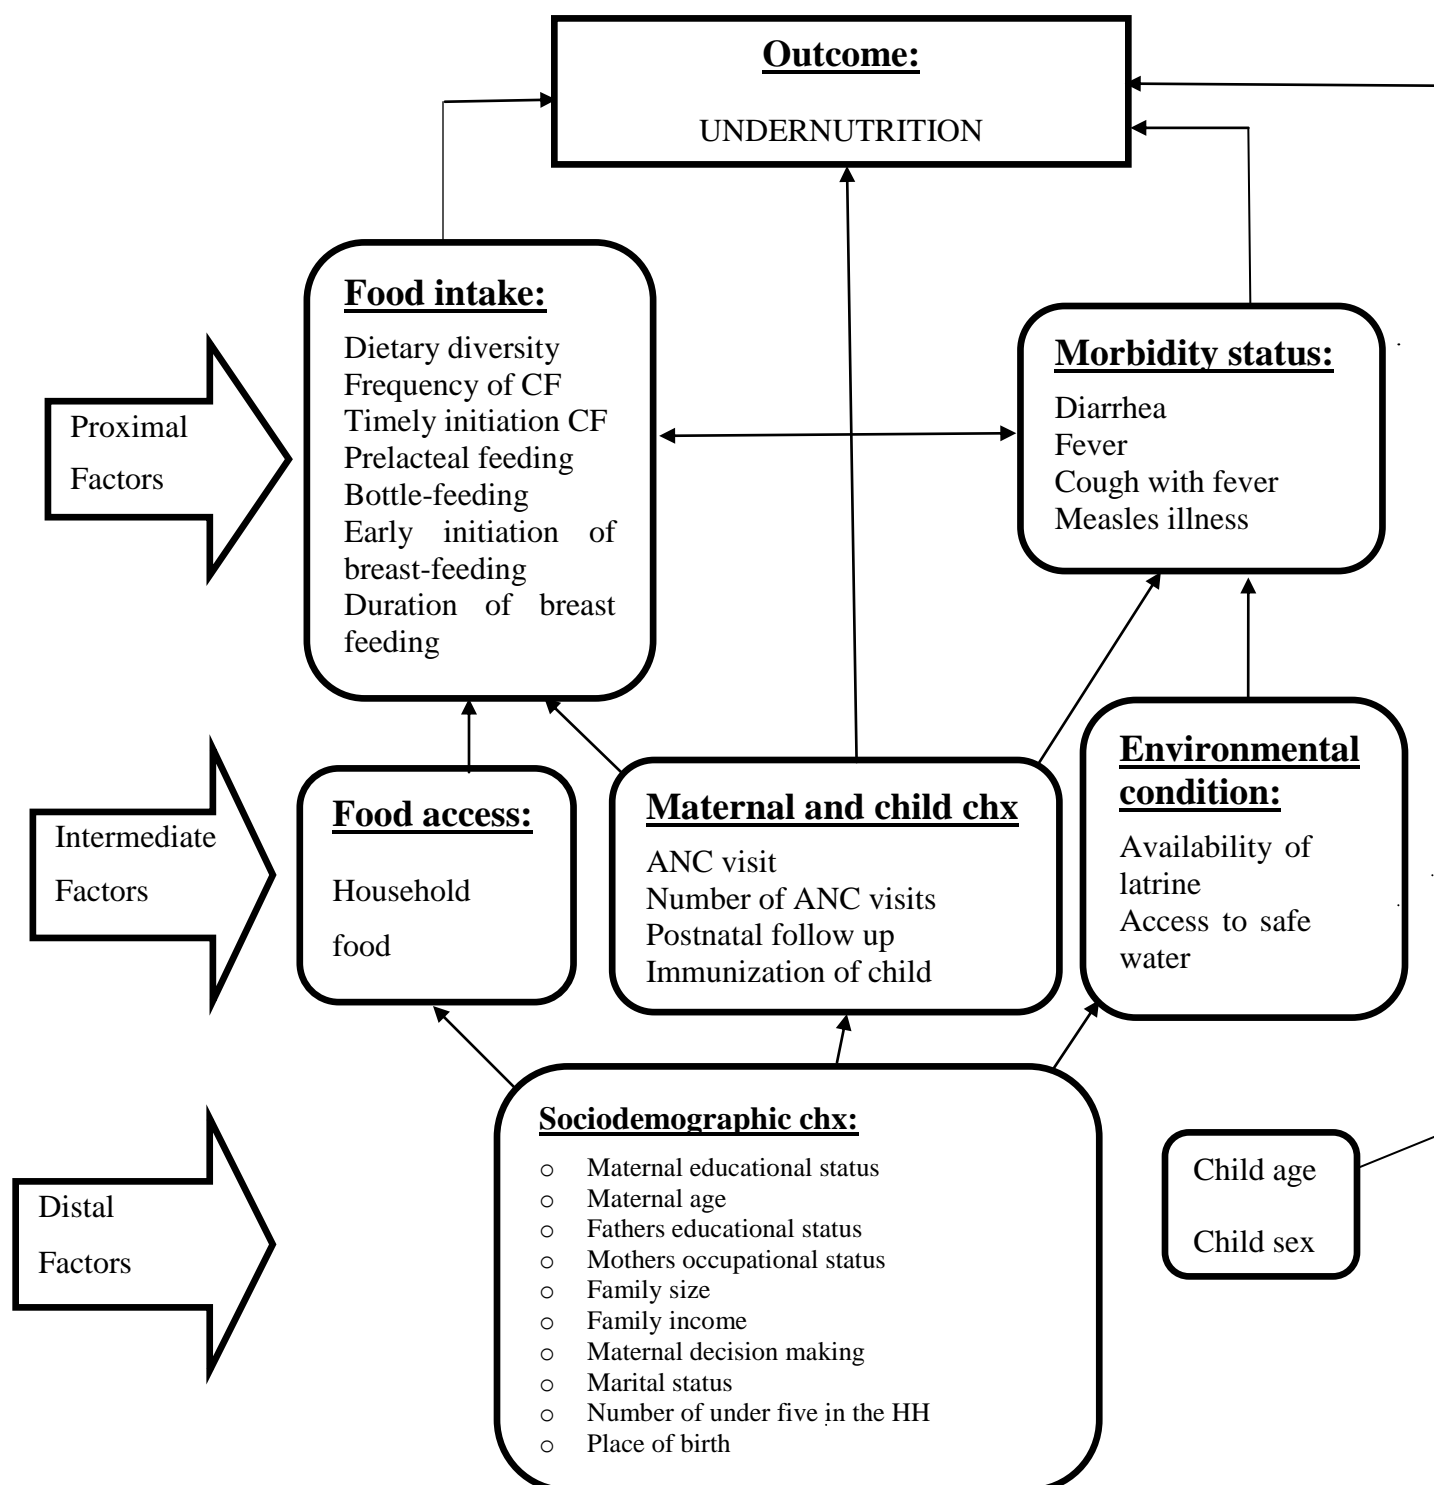 Outcome:
UNDERNUTRITION
Food intake:
Dietary diversity
Frequency of CF
Timely initiation CF
Prelacteal feeding
Bottle-feeding
Early initiation of
breast-feeding
Duration of breast
feeding
Morbidity status:
Diarrhea
Fever
Cough with fever
Measles illness
Proximal
Factors
Intermediate
Factors
Food access:
Household
food
Maternal and child chx
ANC visit
Number of ANC visits
Postnatal follow up
Immunization of child
Environmental
condition:
Availability of
latrine
Access to safe
water
Distal
Factors
Sociodemographic chx:
o Maternal educational status
o Maternal age
o Fathers educational status
o Mothers occupational status
o Family size
o Family income
o Maternal decision making
o Marital status
o Number of under five in the HH
o Place of birth
Child age
Child sex